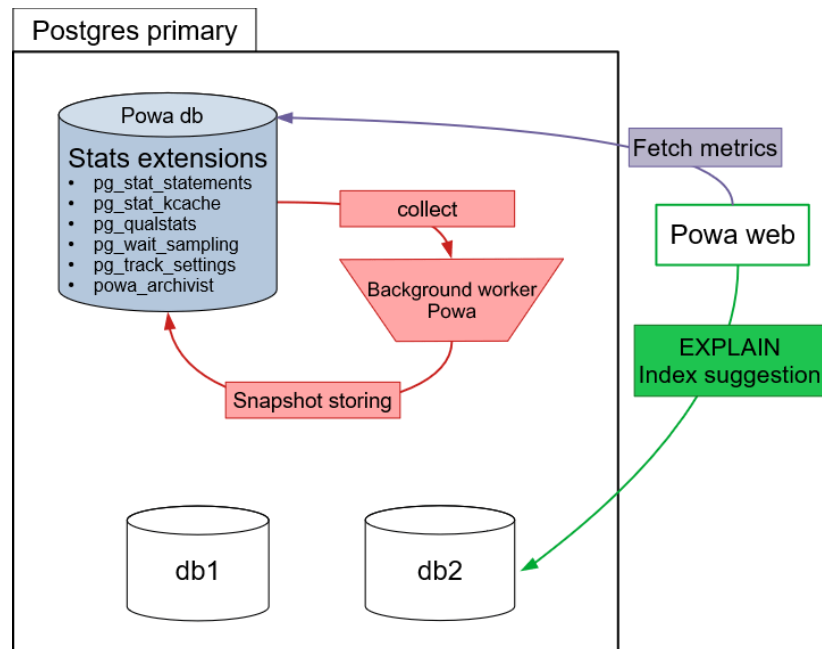 Postgres primary
Powa db
Stats extensions
• pg_stat_statements
• pg_stat_kcache
• pg_qualstats
• pg_wait_sampling
• pg_track_settings
• powa_archivist
collect
Background worker
Powa
Snapshot storing
Fetch metrics
Powa web
EXPLAIN
Index suggestion
db1
db2